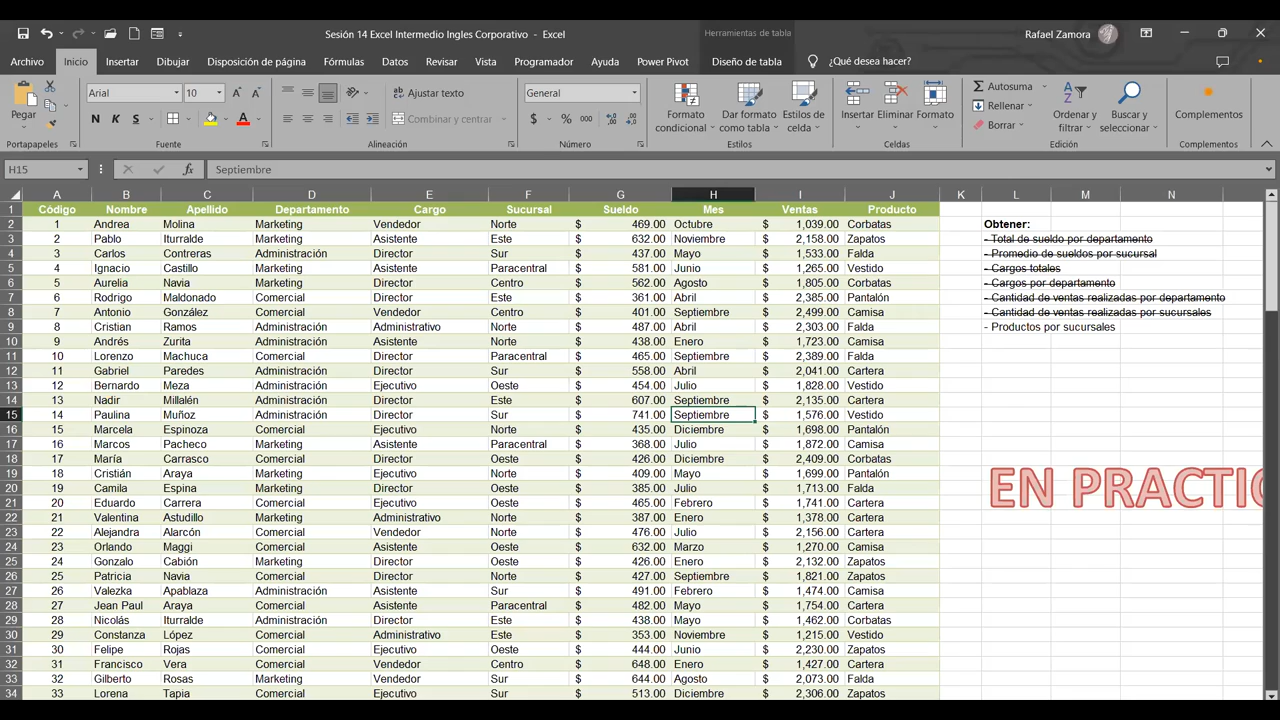 Sesión 14 Excel Intermedio Ingles Corporativo - Excel
Herramientas de tabla
Rafael Zamora
Archivo Inicio Insertar Dibujar Disposición de página Fórmulas Datos Revisar Vista Programador Ayuda Power Pivot Diseño de tabla ¿Qué desea hacer?
Pegar
Arial 10
N K S
Ajustar texto
Combinar y centrar
General
$ % 000
Formato condicional
Dar formato como tabla
Estilos de celda
Insertar Eliminar Formato
Autosuma
Rellenar
Borrar
Ordenar y filtrar
Buscar y seleccionar
Complementos
Portapapeles Fuente Alineación Número Estilos Celdas Edición Complementos
H15 fx Septiembre
A B C D E F G H I J K L M N
1 Código Nombre Apellido Departamento Cargo Sucursal Sueldo Mes Ventas Producto
2 1 Andrea Molina Marketing Vendedor Norte $ 469.00 Octubre $ 1,039.00 Corbatas Obtener:
3 2 Pablo Iturralde Marketing Asistente Este $ 632.00 Noviembre $ 2,158.00 Zapatos - Total de sueldo por departamento
4 3 Carlos Contreras Administración Director Sur $ 437.00 Mayo $ 1,533.00 Falda - Promedio de sueldos por sucursal
5 4 Ignacio Castillo Marketing Asistente Paracentral $ 581.00 Junio $ 1,265.00 Vestido - Cargos totales
6 5 Aurelia Navia Marketing Director Centro $ 562.00 Agosto $ 1,805.00 Corbatas - Cargos por departamento
7 6 Rodrigo Maldonado Comercial Director Este $ 361.00 Abril $ 2,385.00 Pantalón - Cantidad de ventas realizadas por departamento
8 7 Antonio González Comercial Vendedor Centro $ 401.00 Septiembre $ 2,499.00 Camisa - Cantidad de ventas realizadas por sucursales
9 8 Cristian Ramos Administración Administrativo Norte $ 487.00 Abril $ 2,303.00 Falda - Productos por sucursales
10 9 Andrés Zurita Administración Director Norte $ 438.00 Enero $ 1,723.00 Camisa
11 10 Lorenzo Machuca Comercial Director Paracentral $ 465.00 Septiembre $ 2,389.00 Falda
12 11 Gabriel Paredes Administración Director Sur $ 558.00 Abril $ 2,041.00 Cartera
13 12 Bernardo Meza Administración Ejecutivo Oeste $ 454.00 Julio $ 1,828.00 Vestido
14 13 Nadir Millalén Administración Director Este $ 607.00 Septiembre $ 2,135.00 Cartera
15 14 Paulina Muñoz Administración Director Sur $ 741.00 Septiembre $ 1,576.00 Vestido
16 15 Marcela Espinoza Comercial Ejecutivo Norte $ 435.00 Diciembre $ 1,698.00 Pantalón
17 16 Marcos Pacheco Marketing Asistente Paracentral $ 368.00 Julio $ 1,872.00 Camisa
18 17 María Carrasco Comercial Director Oeste $ 426.00 Diciembre $ 2,409.00 Corbatas
19 18 Cristián Araya Marketing Ejecutivo Norte $ 409.00 Mayo $ 1,699.00 Pantalón
20 19 Camila Espina Marketing Ejecutivo Oeste $ 385.00 Julio $ 1,713.00 Falda
EN PRACTIC
21 20 Eduardo Carrera Comercial Ejecutivo Oeste $ 465.00 Febrero $ 1,741.00 Cartera
22 21 Valentina Astudillo Marketing Administrativo Norte $ 387.00 Enero $ 1,378.00 Cartera
23 22 Alejandra Alarcón Comercial Vendedor Norte $ 476.00 Julio $ 2,156.00 Cartera
24 23 Orlando Maggi Comercial Asistente Oeste $ 632.00 Marzo $ 1,270.00 Camisa
25 24 Gonzalo Cabión Marketing Director Oeste $ 426.00 Enero $ 2,132.00 Zapatos
26 25 Patricia Navia Comercial Director Norte $ 427.00 Septiembre $ 1,821.00 Zapatos
27 26 Valezka Apablaza Administración Asistente Sur $ 491.00 Febrero $ 1,474.00 Camisa
28 27 Jean Paul Araya Comercial Asistente Paracentral $ 482.00 Mayo $ 1,754.00 Cartera
29 28 Nicolás Iturralde Administración Director Este $ 438.00 Mayo $ 1,462.00 Corbatas
30 29 Constanza López Comercial Administrativo Este $ 353.00 Noviembre $ 1,215.00 Vestido
31 30 Felipe Rojas Comercial Ejecutivo Oeste $ 444.00 Junio $ 2,230.00 Zapatos
32 31 Francisco Vera Comercial Vendedor Centro $ 648.00 Enero $ 1,427.00 Cartera
33 32 Gilberto Rosas Marketing Vendedor Sur $ 644.00 Agosto $ 2,073.00 Falda
34 33 Lorena Tapia Comercial Ejecutivo Sur $ 513.00 Diciembre $ 2,306.00 Zapatos